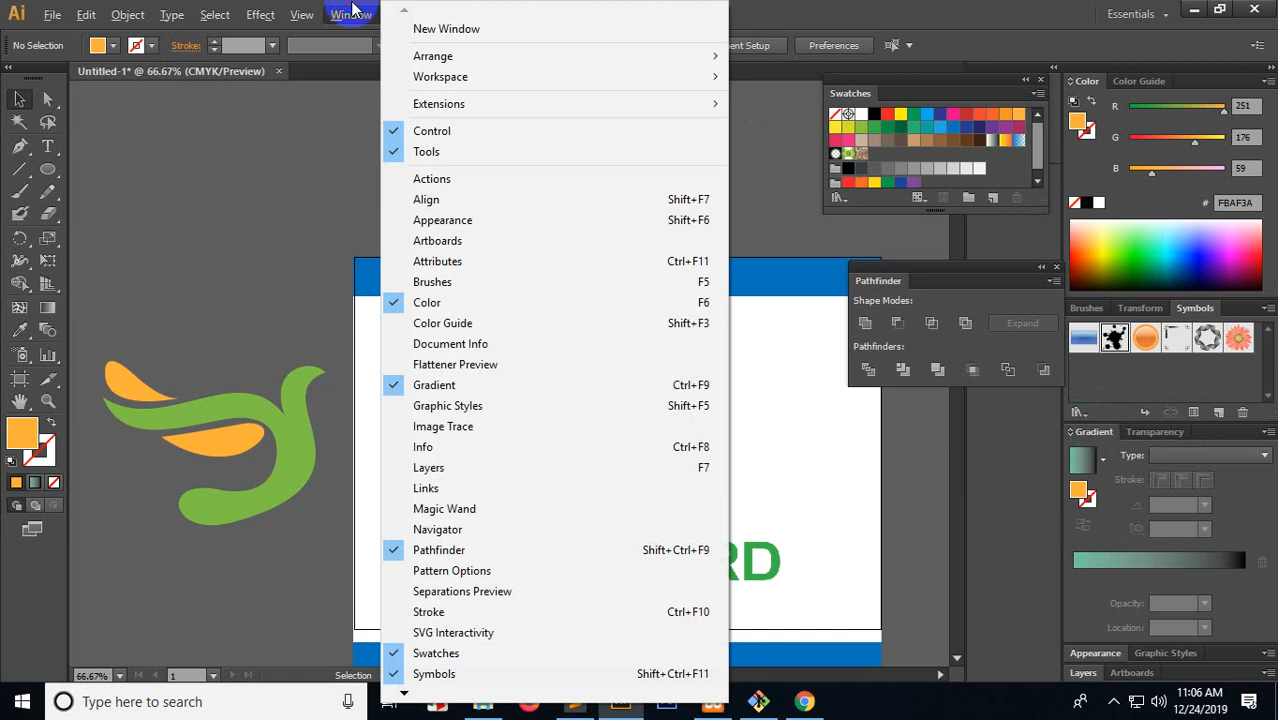 Ai File Edit Object Type Select Effect View Window Essentials
No Selection Stroke: Preferences
Untitled-1* @ 66.67% (CMYK/Preview) ×
New Window
Arrange
Workspace
Extensions
Control
Tools
Actions
Align Shift+F7
Appearance Shift+F6
Artboards
Attributes Ctrl+F11
Brushes F5
Color F6
Color Guide Shift+F3
Document Info
Flattener Preview
Gradient Ctrl+F9
Graphic Styles Shift+F5
Image Trace
Info Ctrl+F8
Layers F7
Links
Magic Wand
Navigator
Pathfinder Shift+Ctrl+F9
Pattern Options
Separations Preview
Stroke Ctrl+F10
SVG Interactivity
Swatches
Symbols Shift+Ctrl+F11
Swatches
Color Color Guide
R 251
G 176
B 59
# FBAF3A
Pathfinder
Shape Modes:
Expand
Pathfinders:
Brushes Transform Symbols
Gradient Transparency
Type:
Stroke:
Opacity:
Location:
Appearance Graphic Styles
Layers Artboards
RD
66.67% 1 Selection
Type here to search
11:06 AM
12/24/2019